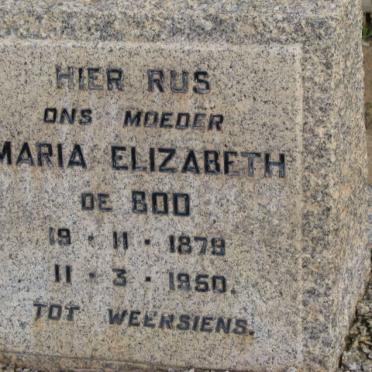 HIER RUS
ONS MOEDER
MARIA ELIZABETH
DE BOD
19 · 11 · 1879
11 · 3 · 1950.
TOT WEERSIENS.